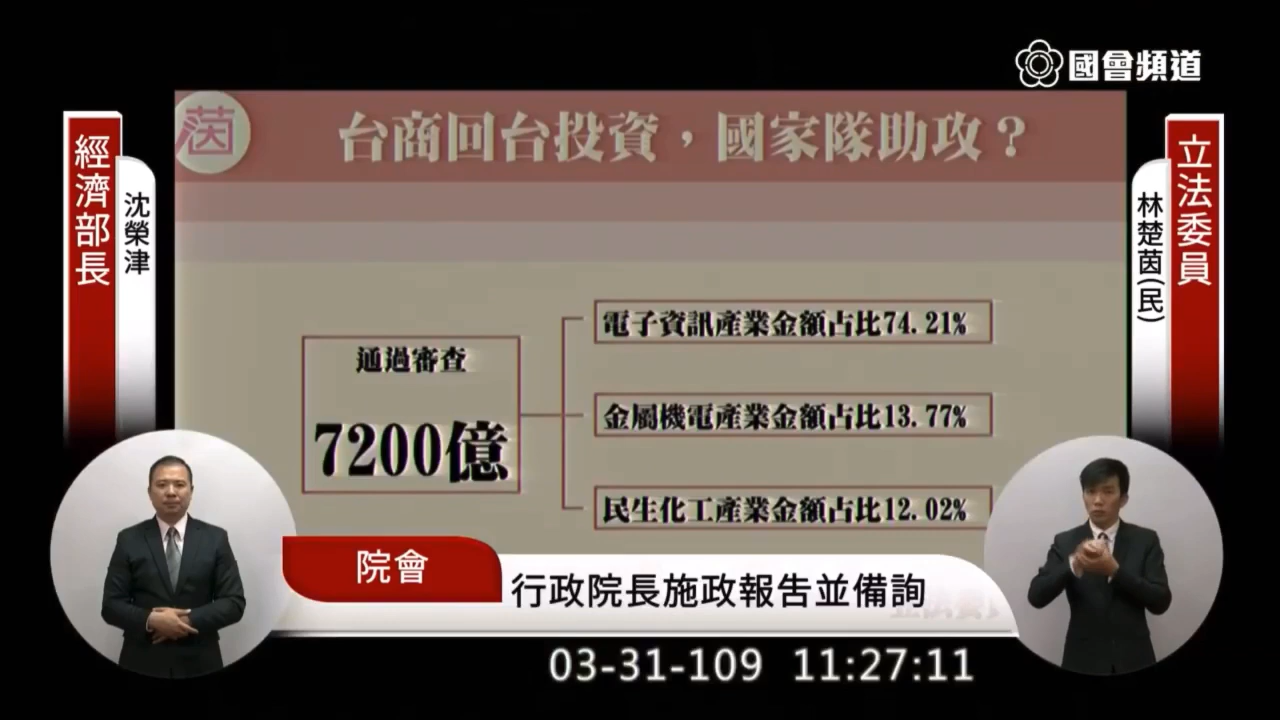 國會頻道
經濟部長
沈榮津
茵
台商回台投資，國家隊助攻？
立法委員
林楚茵(民)
通過審查
7200億
電子資訊產業金額占比74.21%
金屬機電產業金額占比13.77%
民生化工產業金額占比12.02%
院會
行政院長施政報告並備詢
03-31-109 11:27:11